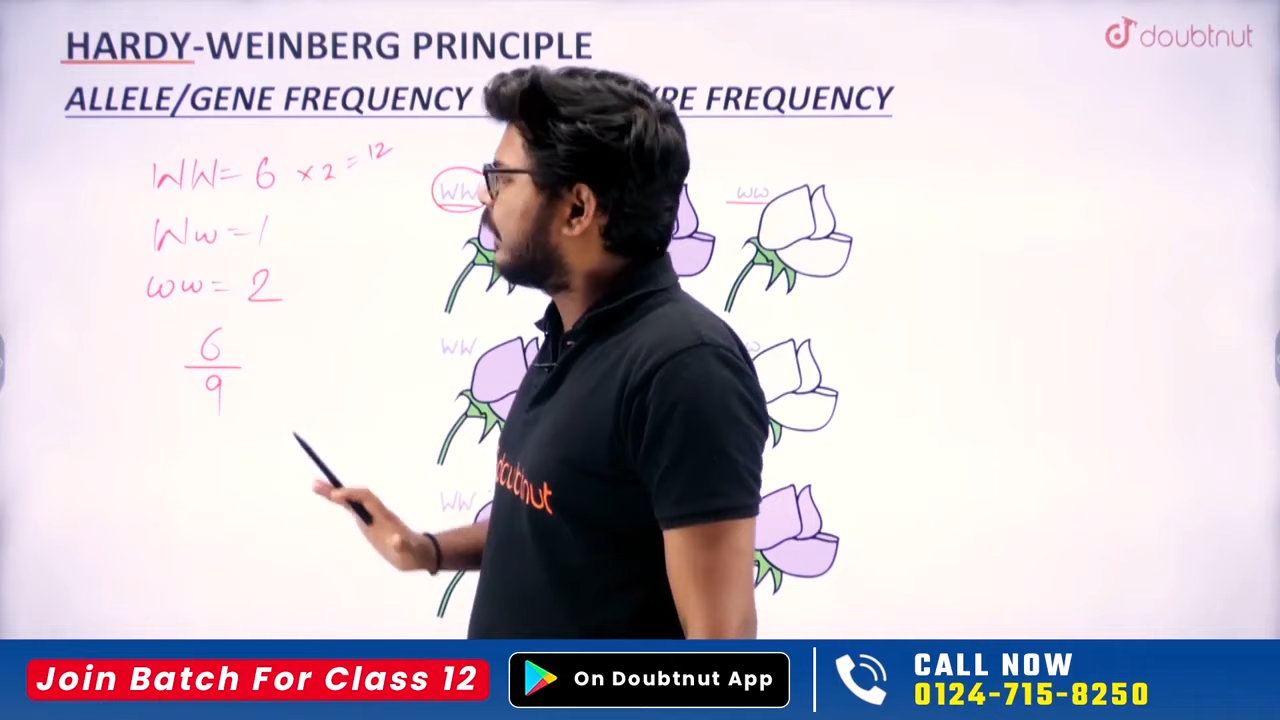 HARDY-WEINBERG PRINCIPLE
doubtnut
ALLELE/GENE FREQUENCY FREQUENCY
WW = 6 × 2 = 12
Ww = 1
ww = 2
6
9
WW
ww
WW
WW
doubtnut
Join Batch For Class 12
On Doubtnut App
CALL NOW
0124-715-8250